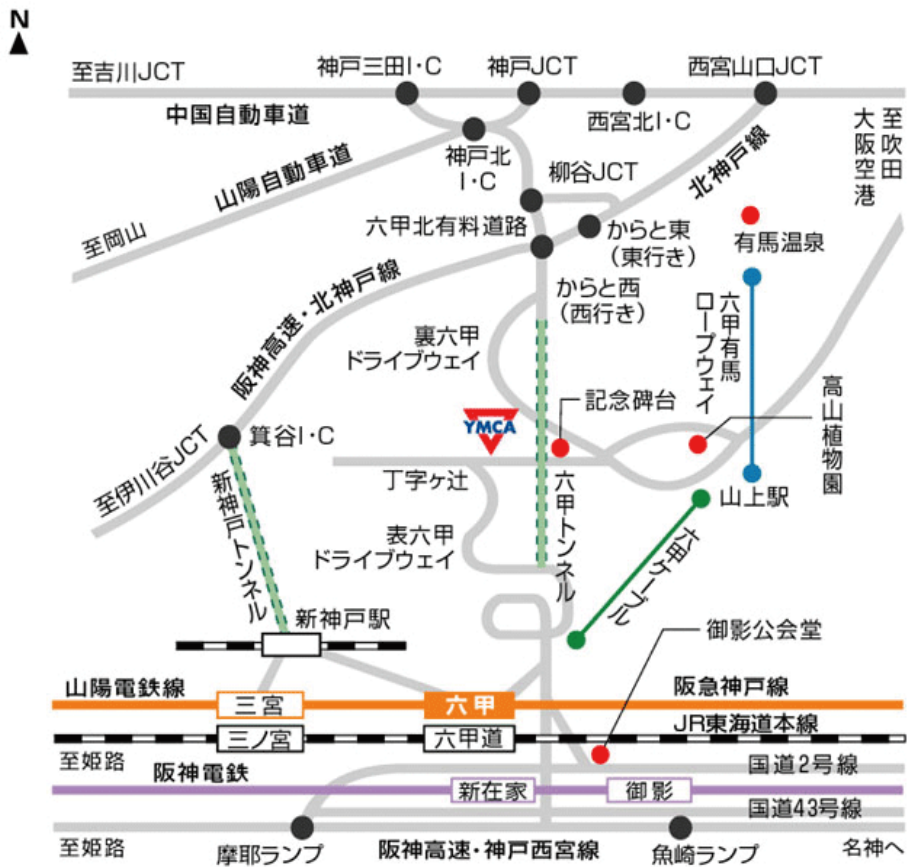 N
至吉川JCT
神戸三田I・C
神戸JCT
西宮山口JCT
中国自動車道
西宮北I・C
至吹田
大阪空港
神戸北
I・C
山陽自動車道
柳谷JCT
北神戸線
至岡山
六甲北有料道路
からと東
(東行き)
有馬温泉
からと西
(西行き)
阪神高速・北神戸線
裏六甲
ドライブウェイ
六甲有馬
ロープウェイ
高山植物園
記念碑台
YMCA
箕谷I・C
至伊川谷JCT
丁字ヶ辻
山上駅
新神戸トンネル
六甲トンネル
表六甲
ドライブウェイ
六甲ケーブル
新神戸駅
御影公会堂
山陽電鉄線
三宮
六甲
阪急神戸線
三ノ宮
六甲道
JR東海道本線
至姫路
国道2号線
阪神電鉄
新在家
御影
国道43号線
至姫路
摩耶ランプ
阪神高速・神戸西宮線
魚崎ランプ
名神へ